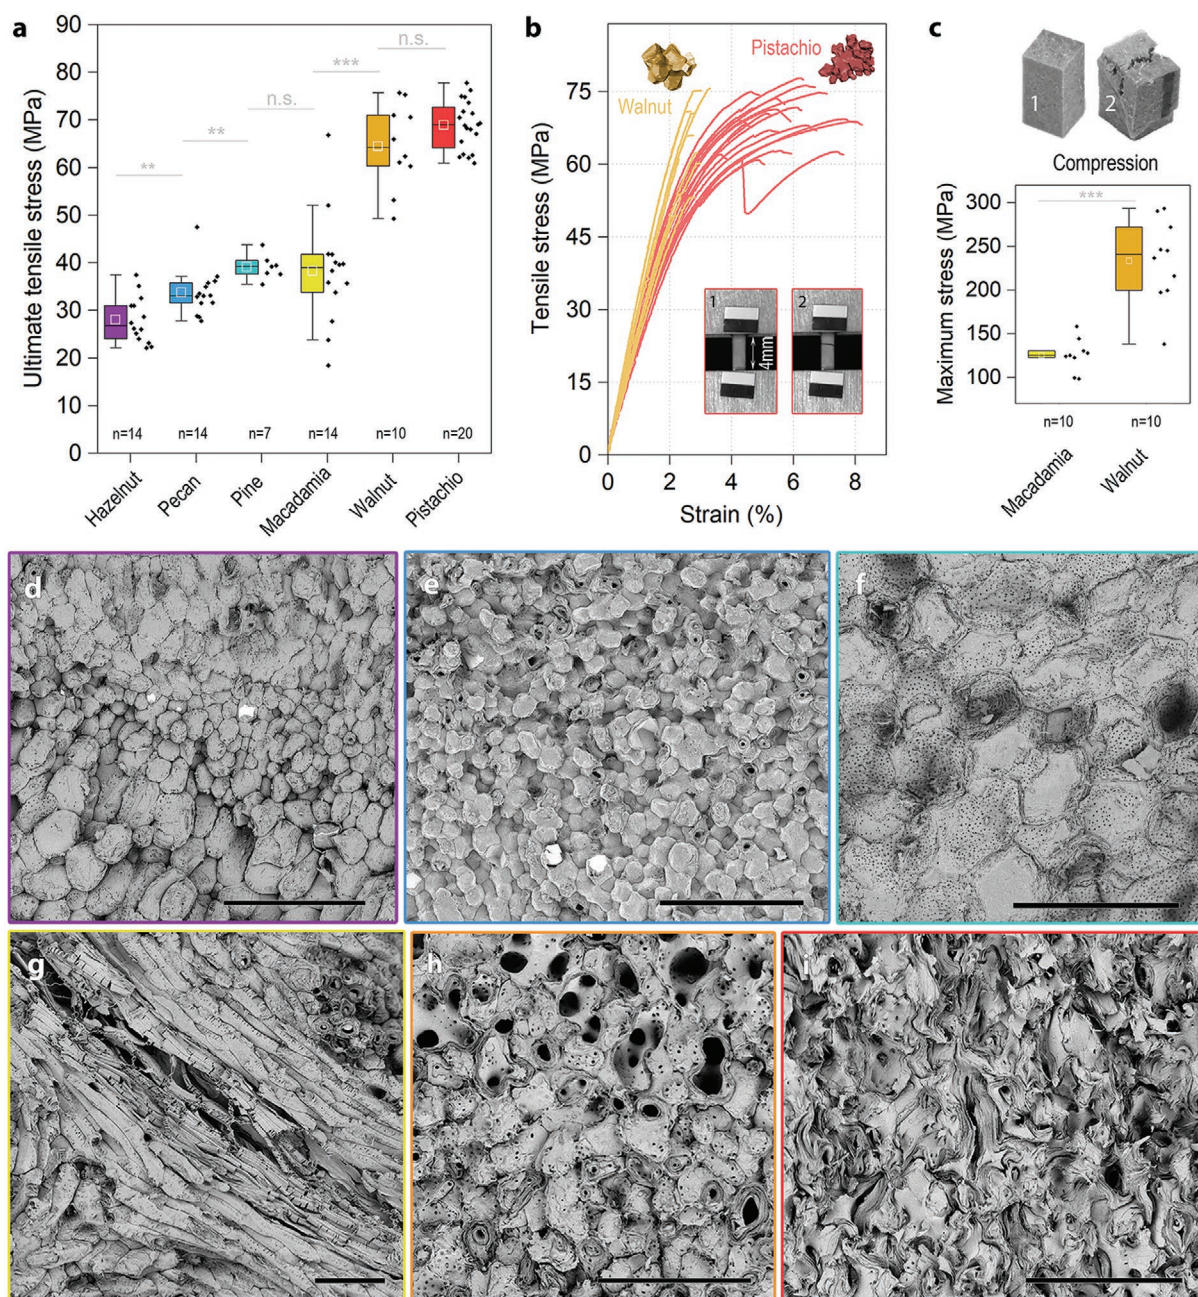 a
Ultimate tensile stress (MPa)
90
80
70
60
50
40
30
20
10
0
**
**
n.s.
***
n.s.
n=14
n=14
n=7
n=14
n=10
n=20
Hazelnut
Pecan
Pine
Macadamia
Walnut
Pistachio
b
Tensile stress (MPa)
75
60
45
30
15
0
Walnut
Pistachio
1
4mm
2
0
2
4
6
8
Strain (%)
c
1
2
Compression
Maximum stress (MPa)
300
250
200
150
100
***
n=10
n=10
Macadamia
Walnut
d
e
f
g
h
i